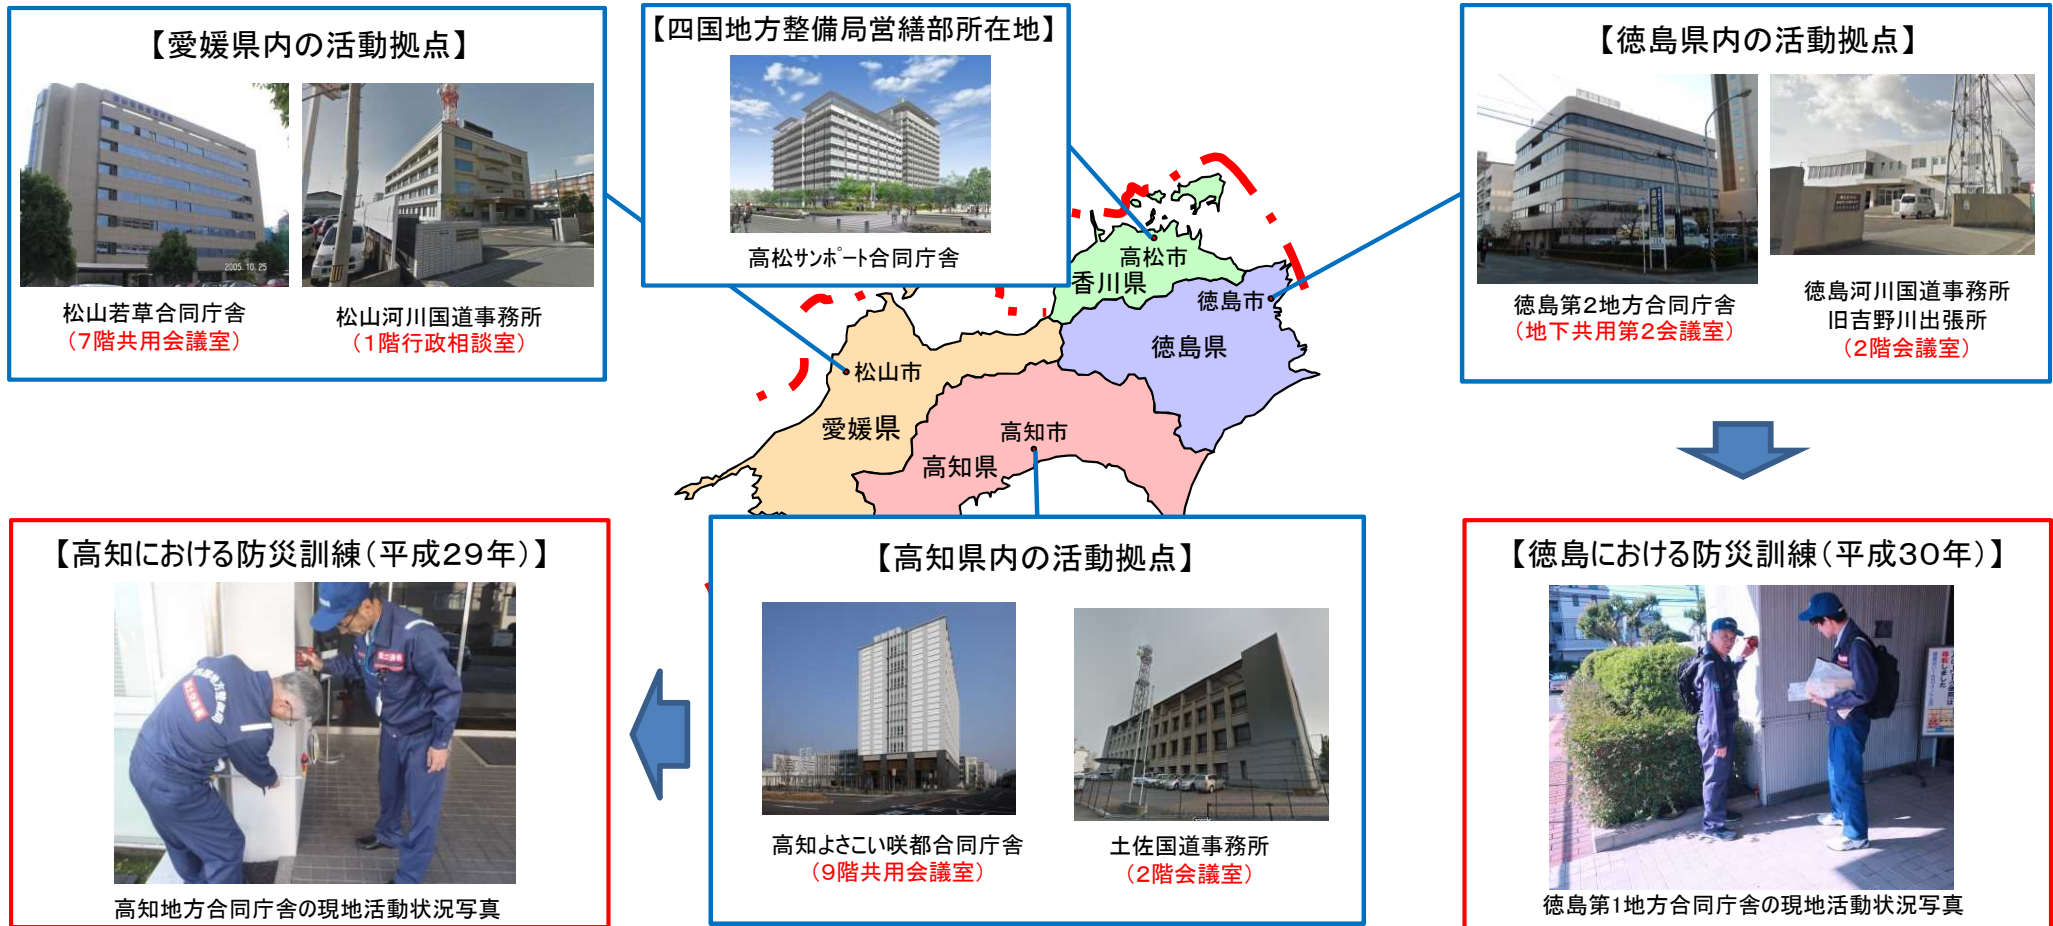 【愛媛県内の活動拠点】
2005.10.25
松山若草合同庁舎
（7階共用会議室）
松山河川国道事務所
（1階行政相談室）
【四国地方整備局営繕部所在地】
高松サンポート合同庁舎
【徳島県内の活動拠点】
徳島第2地方合同庁舎
（地下共用第2会議室）
徳島河川国道事務所
旧吉野川出張所
（2階会議室）
高松市
香川県
徳島市
徳島県
松山市
愛媛県
高知市
高知県
【高知における防災訓練（平成29年）】
高知地方合同庁舎の現地活動状況写真
【高知県内の活動拠点】
高知よさこい咲都合同庁舎
（9階共用会議室）
Google
土佐国道事務所
（2階会議室）
【徳島における防災訓練（平成30年）】
徳島第1地方合同庁舎の現地活動状況写真